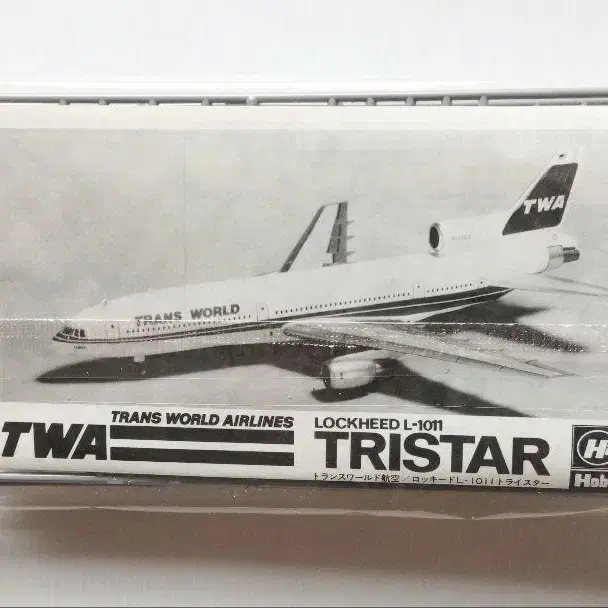 TWA
TRANS WORLD
TWA
TRANS WORLD AIRLINES
LOCKHEED L-1011
TRISTAR
トランスワールド航空/ロッキードL-1011トライスター
H
Hob